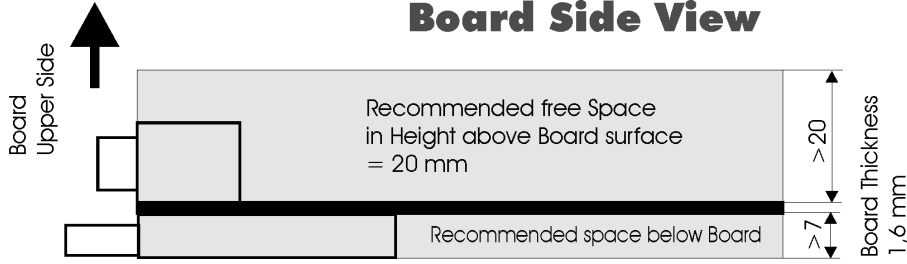 Board Side View
Board
Upper Side
Recommended free Space
in Height above Board surface
= 20 mm
>20
Recommended space below Board
>7
Board Thickness
1,6 mm